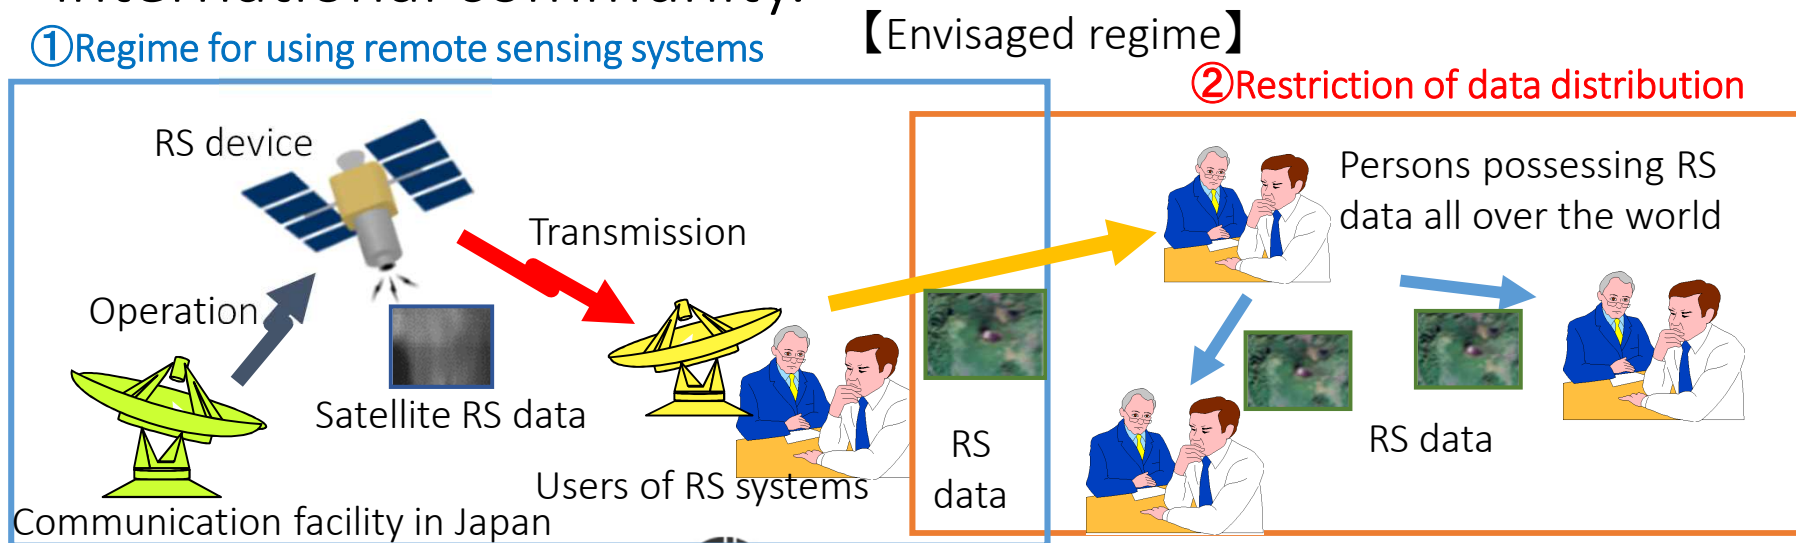 international community.
【Envisaged regime】
①Regime for using remote sensing systems
②Restriction of data distribution
RS device
Persons possessing RS
data all over the world
Transmission
Operation
Satellite RS data
RS
data
RS data
Users of RS systems
Communication facility in Japan